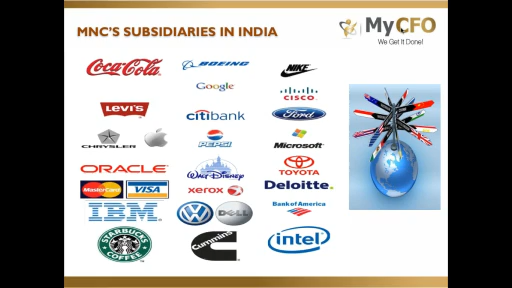 MNC'S SUBSIDIARIES IN INDIA
MyCFO
We Get It Done!
Coca-Cola
BOEING
NIKE
Google
CISCO
LEVI'S
citibank
Ford
CHRYSLER
PEPSI
Microsoft
ORACLE
WALT DISNEY
TOYOTA
MasterCard
VISA
xerox
Deloitte.
IBM
DELL
Bank of America
STARBUCKS
COFFEE
Cummins
intel